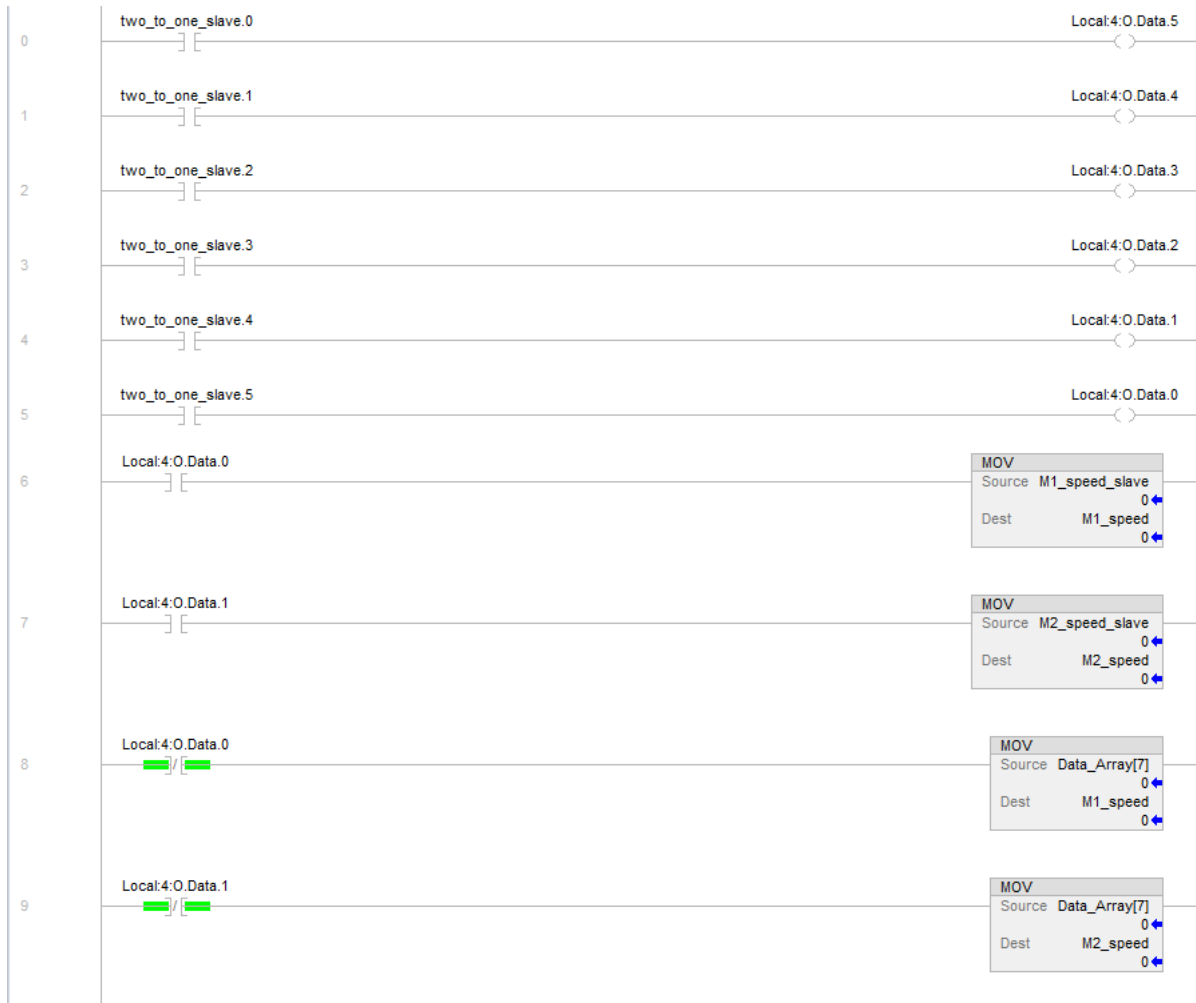 two_to_one_slave.0 Local:4:O.Data.5
0
two_to_one_slave.1 Local:4:O.Data.4
1
two_to_one_slave.2 Local:4:O.Data.3
2
two_to_one_slave.3 Local:4:O.Data.2
3
two_to_one_slave.4 Local:4:O.Data.1
4
two_to_one_slave.5 Local:4:O.Data.0
5
Local:4:O.Data.0 MOV
6 Source M1_speed_slave
0
Dest M1_speed
0
Local:4:O.Data.1 MOV
7 Source M2_speed_slave
0
Dest M2_speed
0
Local:4:O.Data.0 MOV
8 / Source Data_Array[7]
0
Dest M1_speed
0
Local:4:O.Data.1 MOV
9 / Source Data_Array[7]
0
Dest M2_speed
0